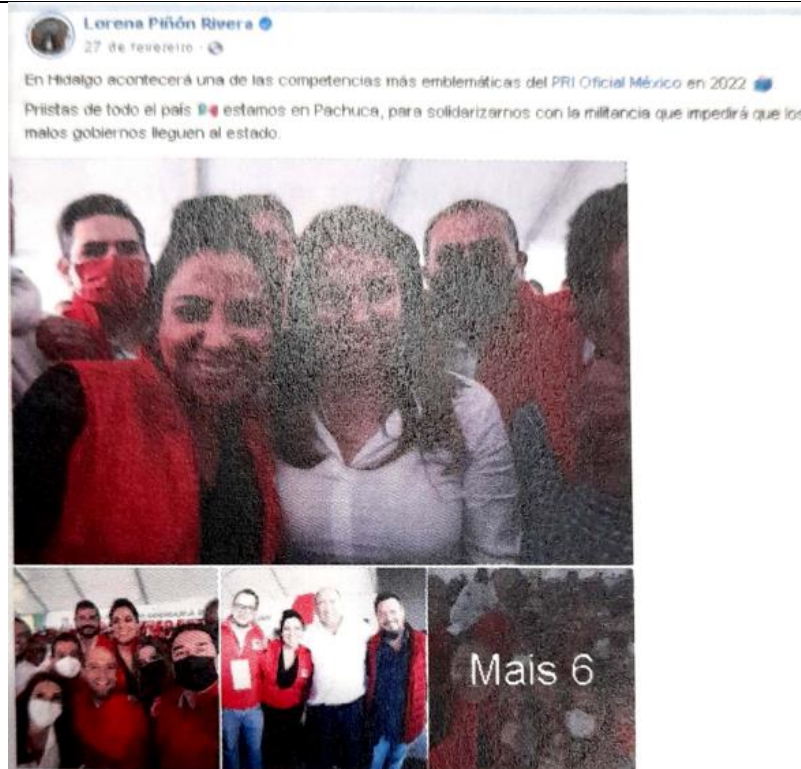 Lorena Piñón Rivera
27 de fevereiro
En Hidalgo acontecerá una de las competencias más emblemáticas del PRI Oficial México en 2022
Priistas de todo el país estamos en Pachuca, para solidarizarnos con la militancia que impedirá que los
malos gobiernos lleguen al estado.
Mais 6